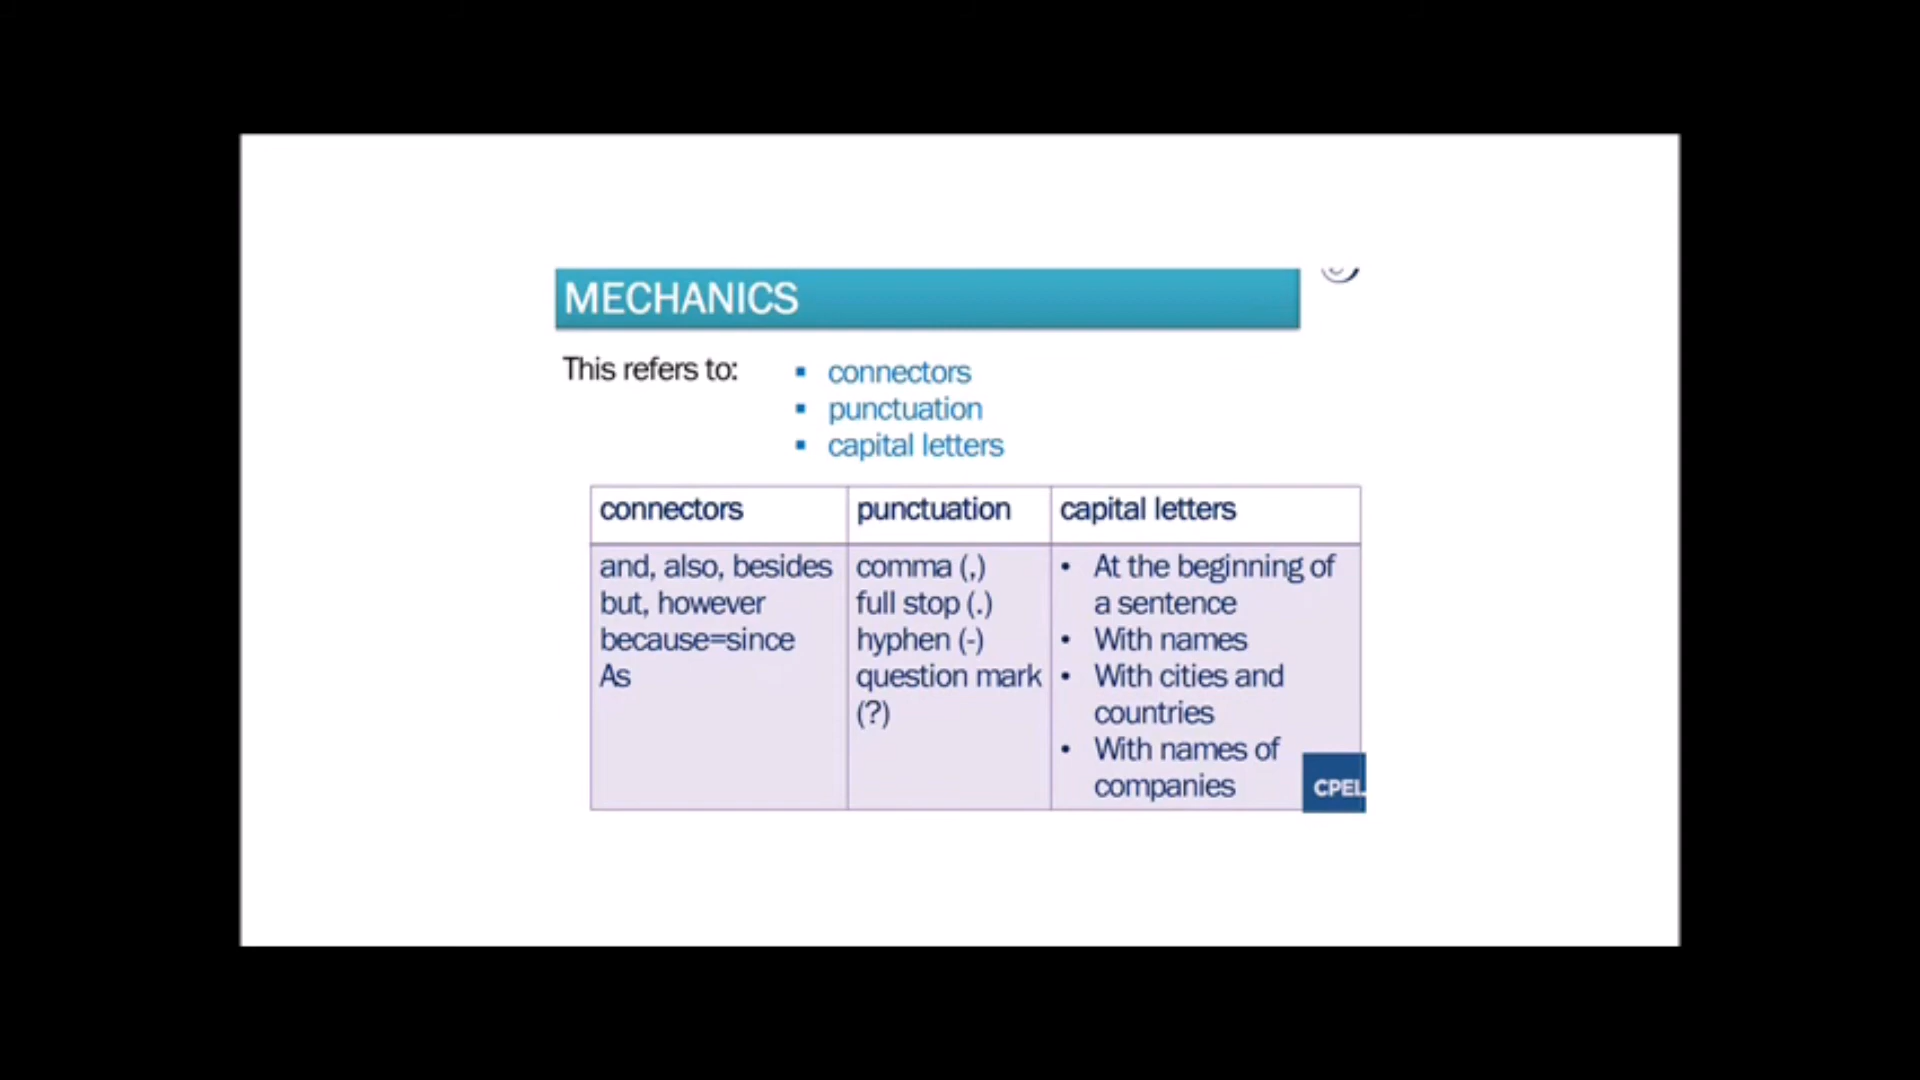 MECHANICS
This refers to:
▪ connectors
▪ punctuation
▪ capital letters
connectors
and, also, besides
but, however
because=since
As
punctuation
comma (,)
full stop (.)
hyphen (-)
question mark
(?)
capital letters
• At the beginning of
a sentence
• With names
• With cities and
countries
• With names of
companies
CPEL